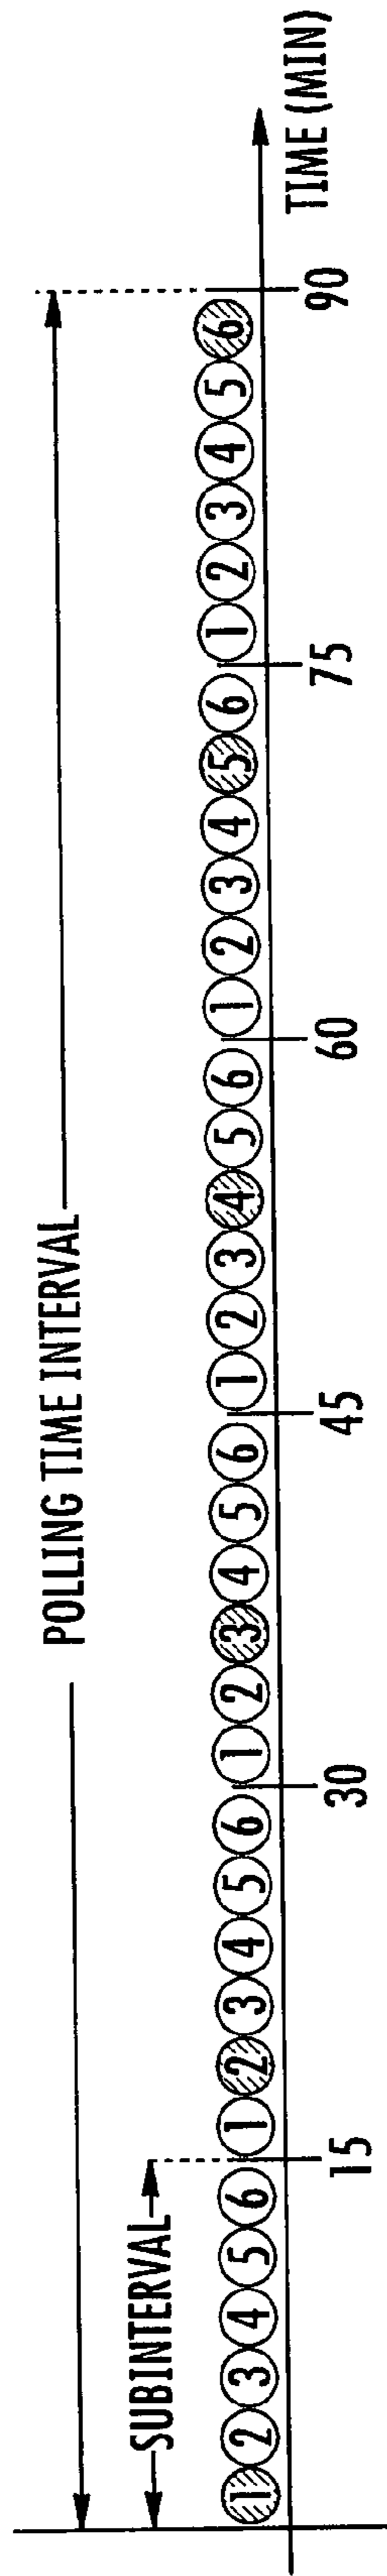 POLLING TIME INTERVAL
SUBINTERVAL
1 2 3 4 5 6 1 2 3 4 5 6 1 2 3 4 5 6 1 2 3 4 5 6 1 2 3 4 5 6 1 2 3 4 5 6
15 30 45 60 75 90
TIME (MIN)